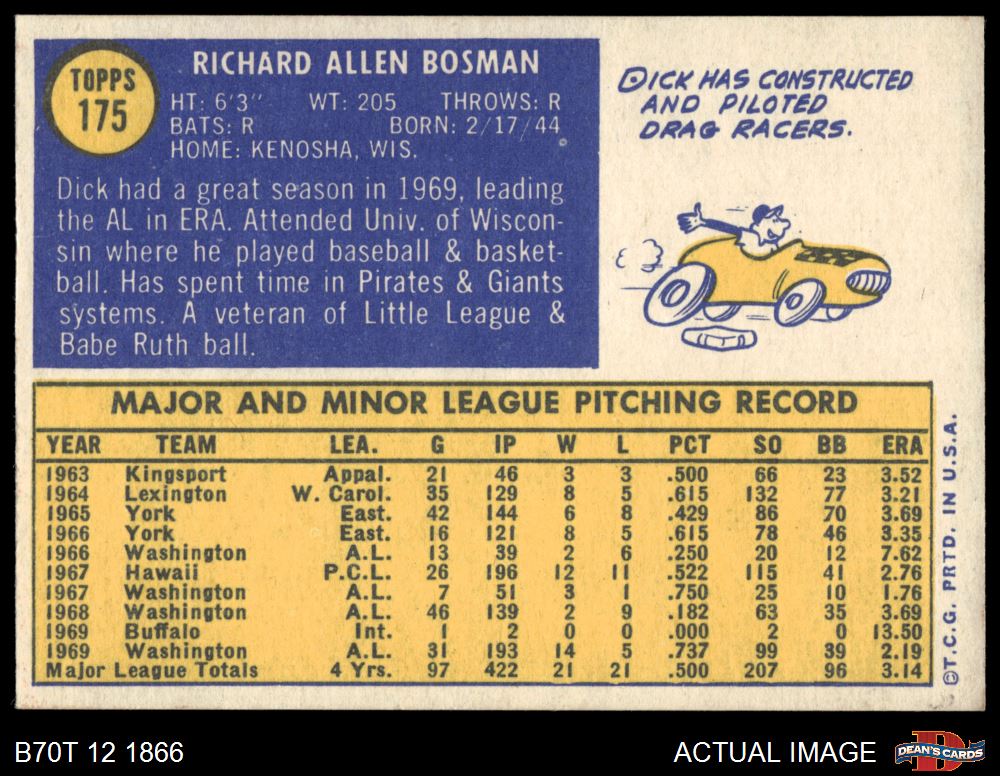 TOPPS
175
RICHARD ALLEN BOSMAN
HT: 6'3" WT: 205 THROWS: R
BATS: R BORN: 2/17/44
HOME: KENOSHA, WIS.
Dick had a great season in 1969, leading
the AL in ERA. Attended Univ. of Wiscon-
sin where he played baseball & basket-
ball. Has spent time in Pirates & Giants
systems. A veteran of Little League &
Babe Ruth ball.
DICK HAS CONSTRUCTED
AND PILOTED
DRAG RACERS.
MAJOR AND MINOR LEAGUE PITCHING RECORD
YEAR TEAM LEA. G IP W L PCT SO BB ERA
1963 Kingsport Appal. 21 46 3 3 .500 66 23 3.52
1964 Lexington W. Carol. 35 129 8 5 .615 132 77 3.21
1965 York East. 42 144 6 8 .429 86 70 3.69
1966 York East. 16 121 8 5 .615 78 46 3.35
1966 Washington A.L. 13 39 2 6 .250 20 12 7.62
1967 Hawaii P.C.L. 26 196 12 11 .522 115 41 2.76
1967 Washington A.L. 7 51 3 1 .750 25 10 1.76
1968 Washington A.L. 46 139 2 9 .182 63 35 3.69
1969 Buffalo Int. 1 2 0 0 .000 2 0 13.50
1969 Washington A.L. 31 193 14 5 .737 99 39 2.19
Major League Totals 4 Yrs. 97 422 21 21 .500 207 96 3.14
©T.C.G. PRTD. IN U.S.A.
B70T 12 1866
ACTUAL IMAGE
DEAN'S CARDS